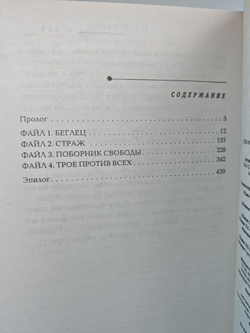 СОДЕРЖАНИЕ
Пролог 5
ФАЙЛ 1. БЕГЛЕЦ 12
ФАЙЛ 2. СТРАЖ 137
ФАЙЛ 3. ПОБОРНИК СВОБОДЫ 228
ФАЙЛ 4. ТРОЕ ПРОТИВ ВСЕХ 342
Эпилог 439